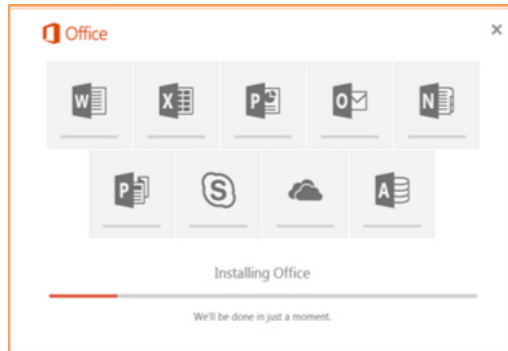 Office
W X P O N
P S A
Installing Office
We'll be done in just a moment.